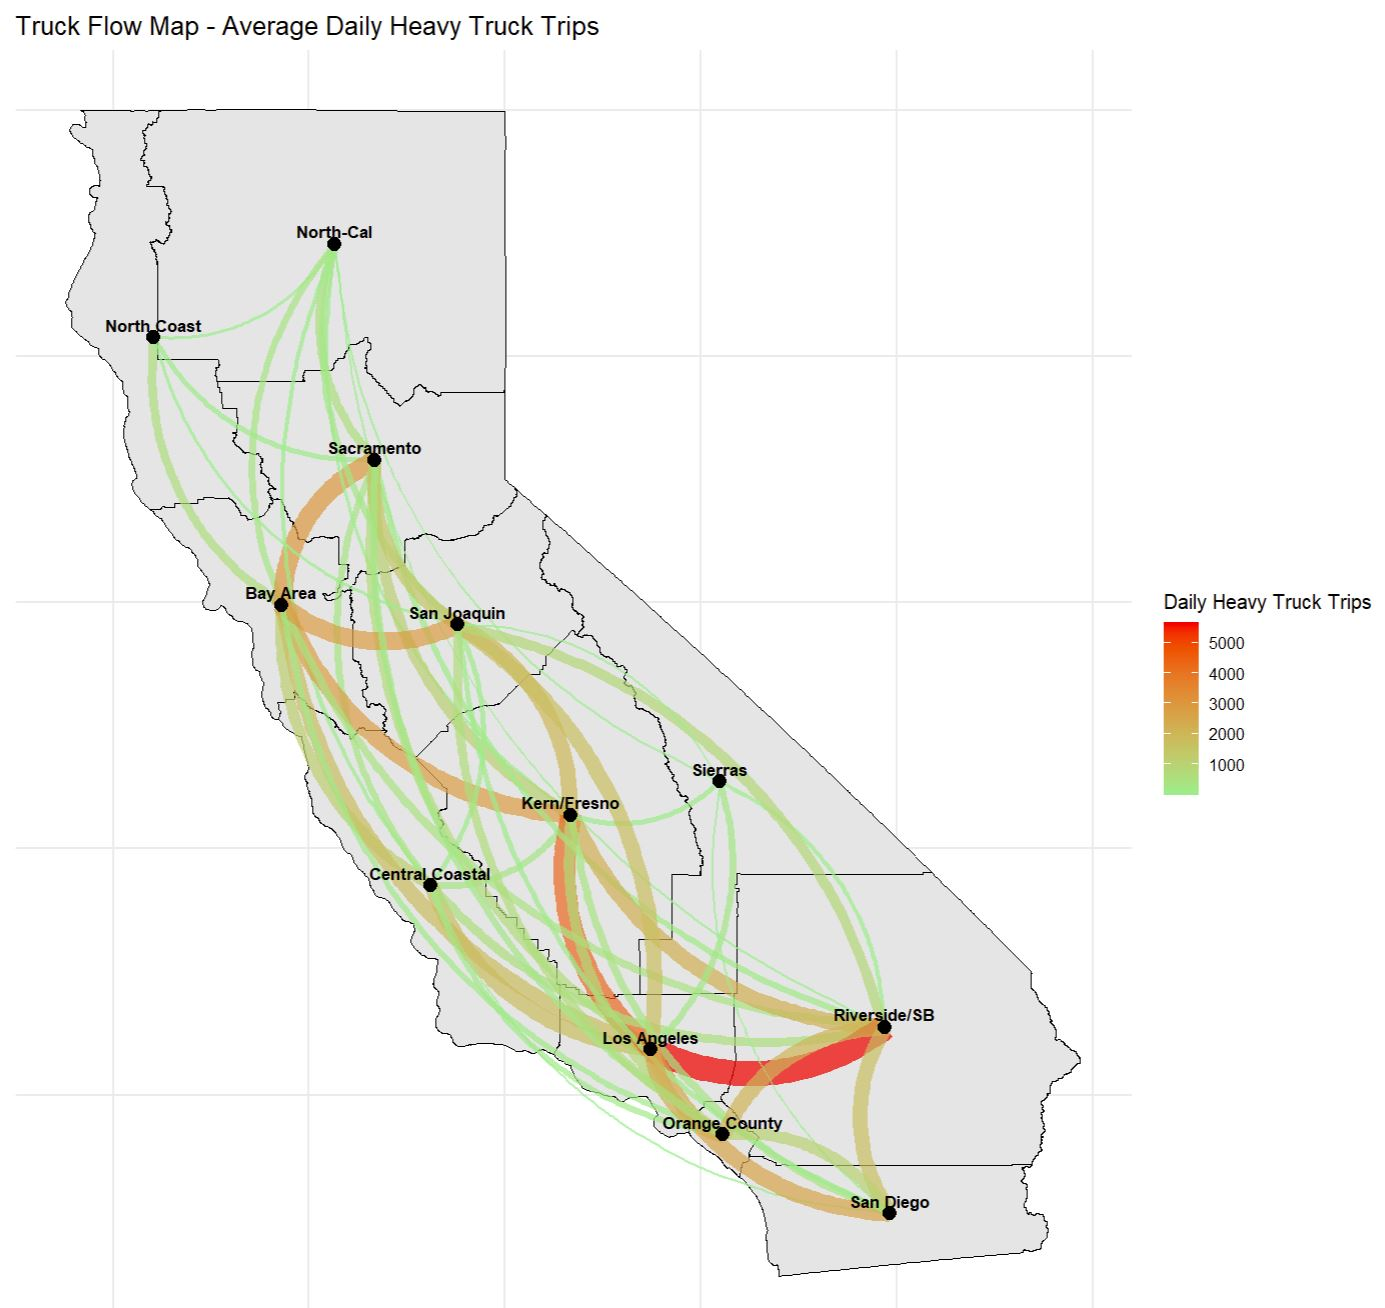 Truck Flow Map - Average Daily Heavy Truck Trips
North-Cal
North Coast
Sacramento
Bay Area
San Joaquin
Daily Heavy Truck Trips
5000
4000
3000
2000
1000
Sierras
Kern/Fresno
Central Coastal
Riverside/SB
Los Angeles
Orange County
San Diego